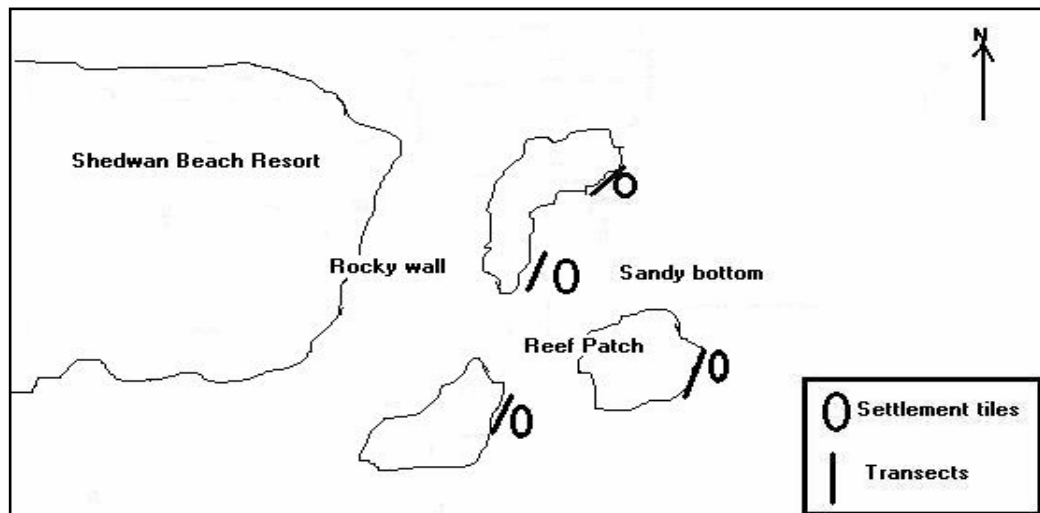 N
Shedwan Beach Resort
Rocky wall
Sandy bottom
Reef Patch
Settlement tiles
Transects